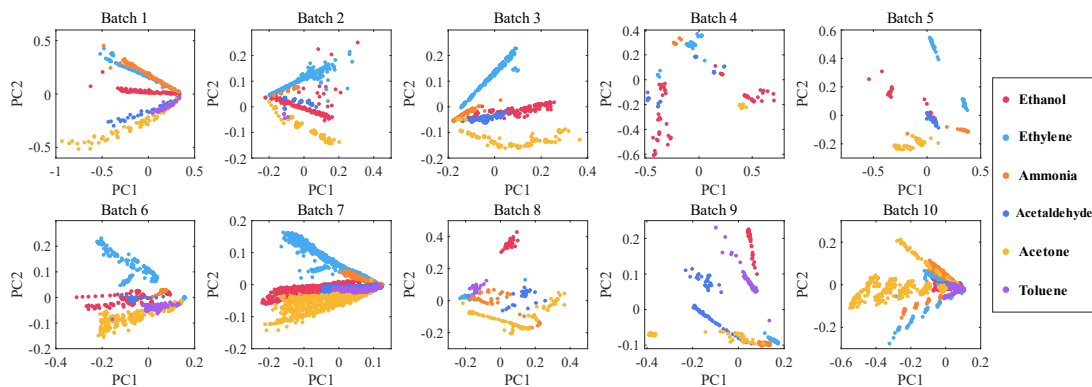 Batch 1
Batch 2
Batch 3
Batch 4
Batch 5
PC2
0.5
0
-0.5
-1
-0.5
0
0.5
PC1
0.3
0.2
0.1
0
-0.1
-0.2
-0.2
0
0.2
0.4
PC1
PC2
0.3
0.2
0.1
0
-0.1
-0.2
-0.2
0
0.2
0.4
PC1
PC2
0.4
0.2
0
-0.2
-0.4
-0.6
-0.5
0
0.5
PC1
PC2
0.6
0.2
-0.2
-0.5
0
0.5
PC1
Ethanol
Ethylene
Ammonia
Acetaldehyde
Acetone
Toluene
Batch 6
Batch 7
Batch 8
Batch 9
Batch 10
PC2
0.3
0.2
0.1
0
-0.1
-0.2
-0.4
-0.2
0
0.2
PC1
PC2
0.2
0.1
0
-0.1
-0.2
-0.2
-0.1
0
0.1
PC1
PC2
0.4
0.2
0
-0.2
-0.2
0
0.2
0.4
PC1
PC2
0.2
0.1
0
-0.1
-0.4
-0.2
0
0.2
PC1
PC2
0.3
0
-0.3
-0.6
-0.4
-0.2
0
0.2
PC1